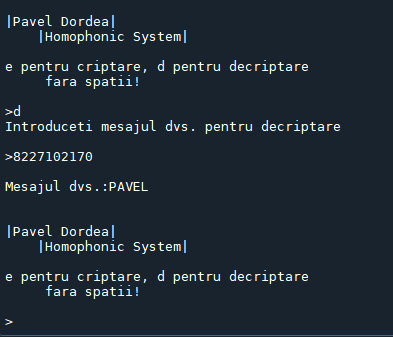 |Pavel Dordea|
|Homophonic System|
e pentru criptare, d pentru decriptare
fara spatii!
>d
Introduceti mesajul dvs. pentru decriptare
>8227102170
Mesajul dvs.:PAVEL
|Pavel Dordea|
|Homophonic System|
e pentru criptare, d pentru decriptare
fara spatii!
>